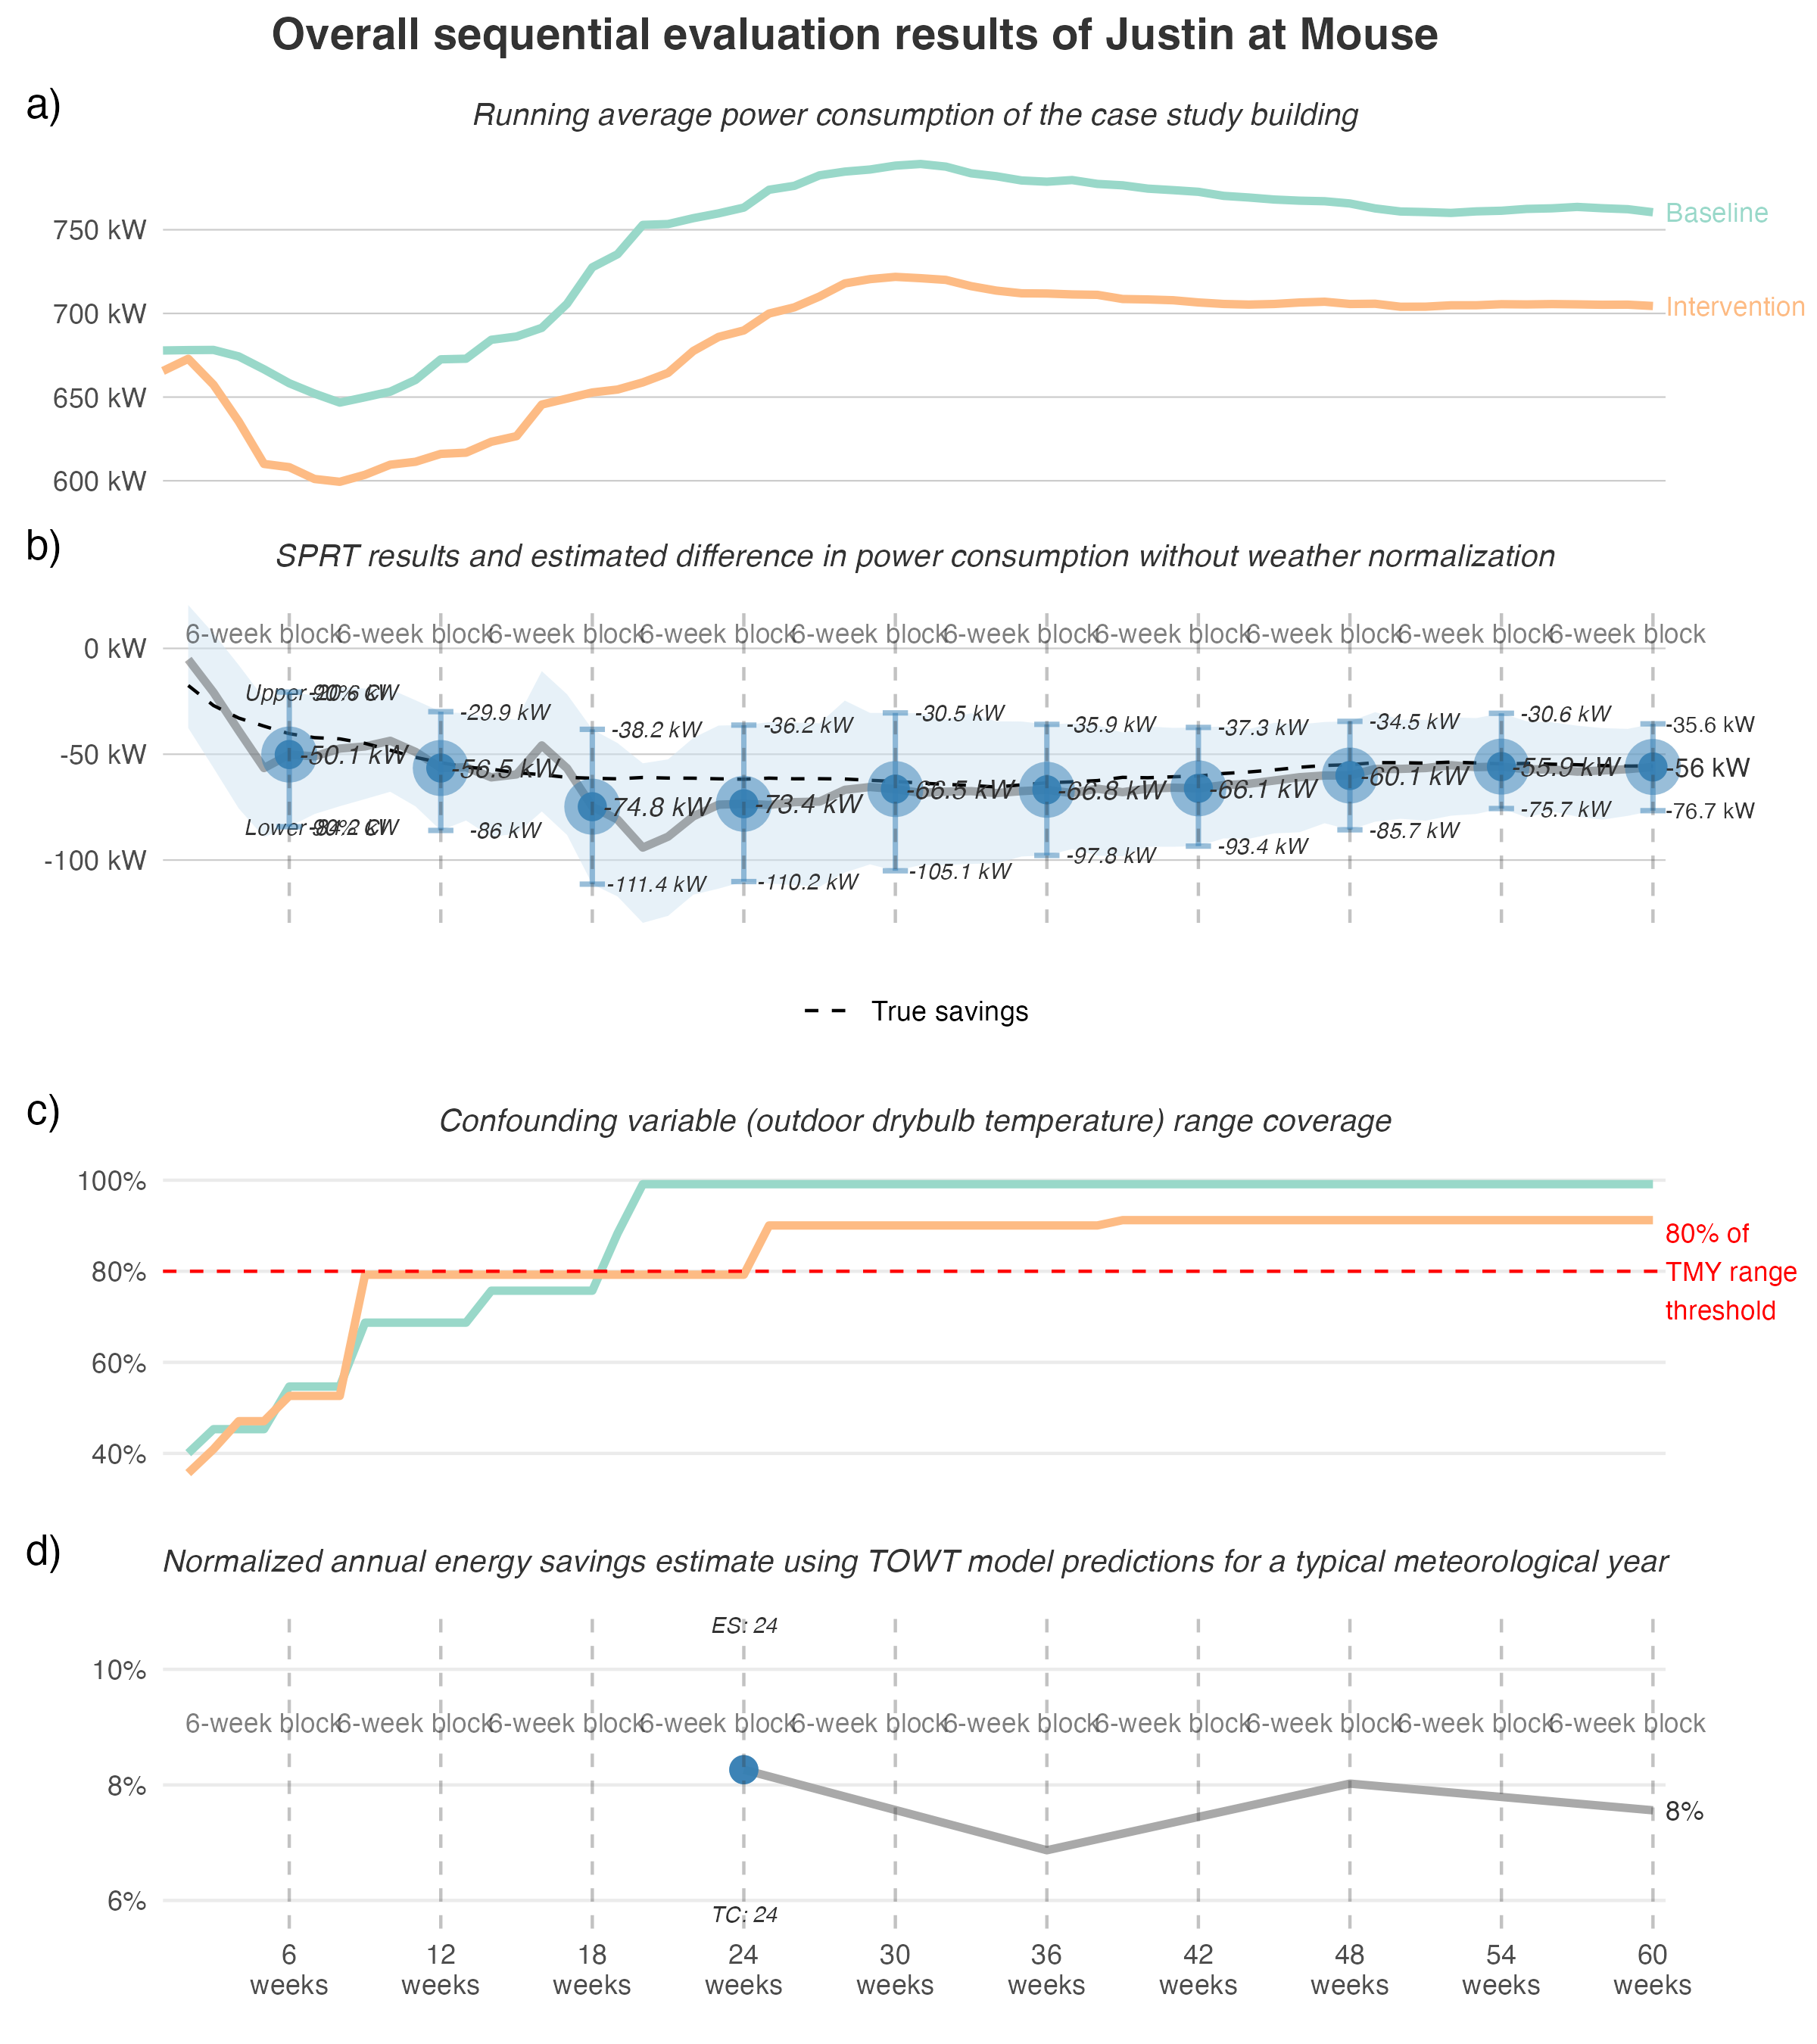 Overall sequential evaluation results of Justin at Mouse
a)
Running average power consumption of the case study building
750 kW
700 kW
650 kW
600 kW
Baseline
Intervention
b)
SPRT results and estimated difference in power consumption without weather normalization
0 kW
-50 kW
-100 kW
6-week block 6-week block 6-week block 6-week block 6-week block 6-week block 6-week block 6-week block 6-week block 6-week block
Upper 90% CI
-20.6 kW
-29.9 kW
-38.2 kW
-36.2 kW
-30.5 kW
-35.9 kW
-37.3 kW
-34.5 kW
-30.6 kW
-35.6 kW
-50.1 kW
-56.5 kW
-74.8 kW
-73.4 kW
-66.5 kW
-66.8 kW
-66.1 kW
-60.1 kW
-55.9 kW
-56 kW
Lower 90% CI
-84.2 kW
-86 kW
-111.4 kW
-110.2 kW
-105.1 kW
-97.8 kW
-93.4 kW
-85.7 kW
-75.7 kW
-76.7 kW
True savings
c)
Confounding variable (outdoor drybulb temperature) range coverage
100%
80%
60%
40%
80% of
TMY range
threshold
d)
Normalized annual energy savings estimate using TOWT model predictions for a typical meteorological year
ES: 24
10%
8%
6%
6-week block 6-week block 6-week block 6-week block 6-week block 6-week block 6-week block 6-week block 6-week block 6-week block
8%
TC: 24
6 12 18 24 30 36 42 48 54 60
weeks weeks weeks weeks weeks weeks weeks weeks weeks weeks